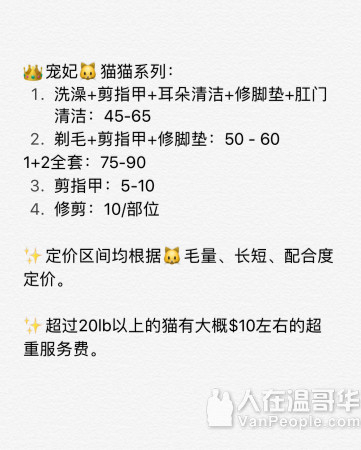 👑宠妃🐱猫猫系列：
1. 洗澡+剪指甲+耳朵清洁+修脚垫+肛门
清洁：45-65
2. 剃毛+剪指甲+修脚垫：50 - 60
1+2全套：75-90
3. 剪指甲：5-10
4. 修剪：10/部位
✨定价区间均根据🐱毛量、长短、配合度
定价。
✨超过20lb以上的猫有大概$10左右的超
重服务费。
人在温哥华
VanPeople.com